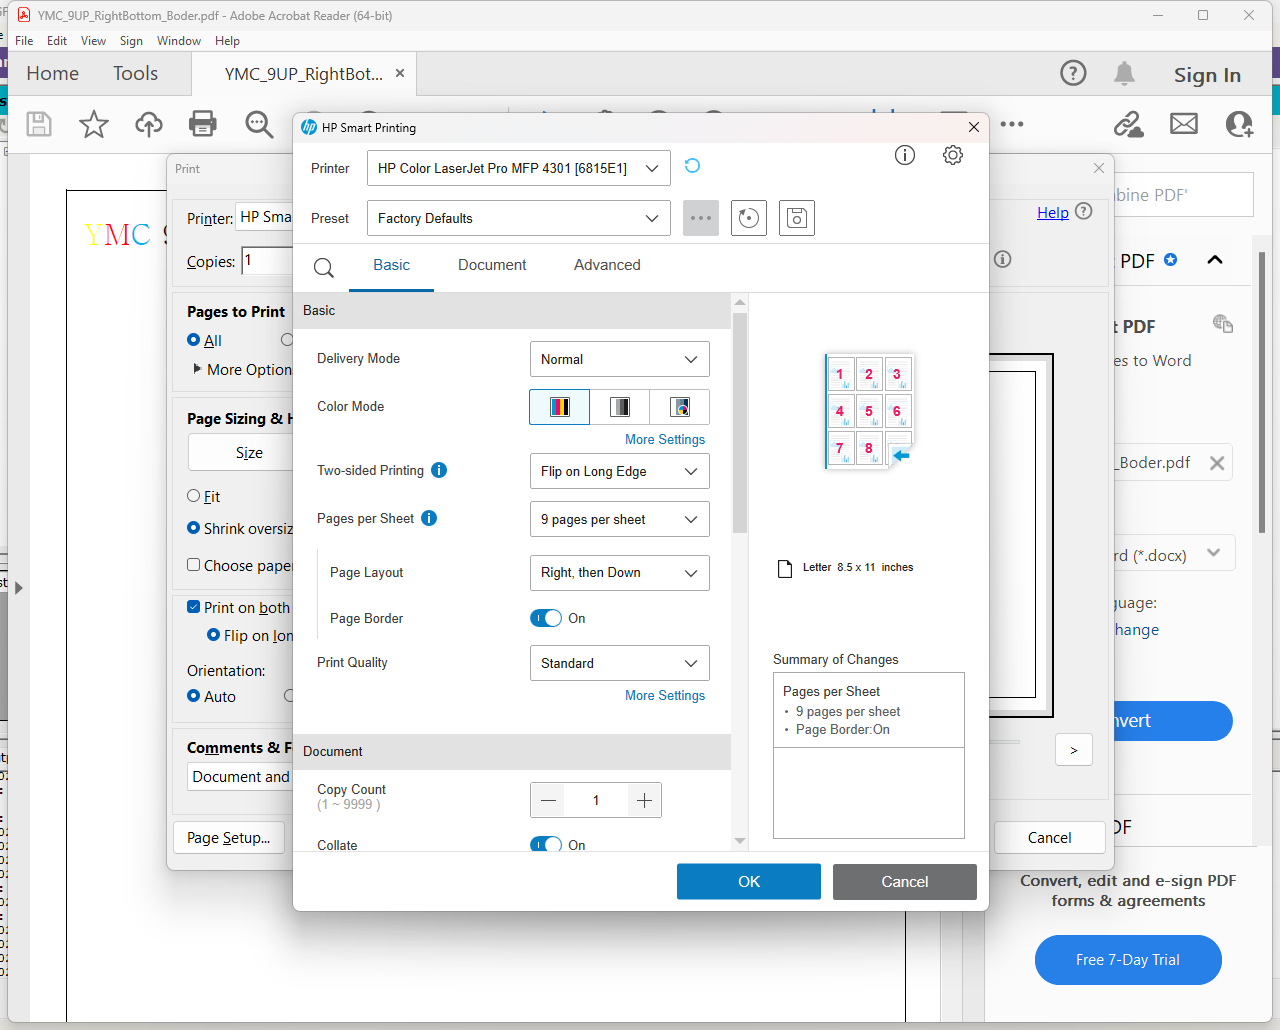 YMC_9UP_RightBottom_Boder.pdf - Adobe Acrobat Reader (64-bit)
File Edit View Sign Window Help
Home Tools YMC_9UP_RightBot... Sign In
HP Smart Printing
Print
Printer HP Color LaserJet Pro MFP 4301 [6815E1]
Preset Factory Defaults
Printer: HP Sma
Help
YMC 9
Copies: 1
Basic Document Advanced
bine PDF'
PDF
Basic
Pages to Print
All
More Option
Delivery Mode Normal
Color Mode
More Settings
Two-sided Printing Flip on Long Edge
Pages per Sheet 9 pages per sheet
Page Layout Right, then Down
Page Border On
Print Quality Standard
More Settings
Document
Copy Count
(1 ~ 9999 )
1
Collate On
1 2 3
4 5 6
7 8
Letter 8.5 x 11 inches
Summary of Changes
Pages per Sheet
• 9 pages per sheet
• Page Border:On
OK Cancel
Page Sizing & H
Size
Fit
Shrink oversiz
Choose pape
Print on both
Flip on lon
Orientation:
Auto
Comments & F
Document and
Page Setup...
>
Cancel
t PDF
es to Word
_Boder.pdf
rd (*.docx)
guage:
hange
vert
DF
Convert, edit and e-sign PDF
forms & agreements
Free 7-Day Trial